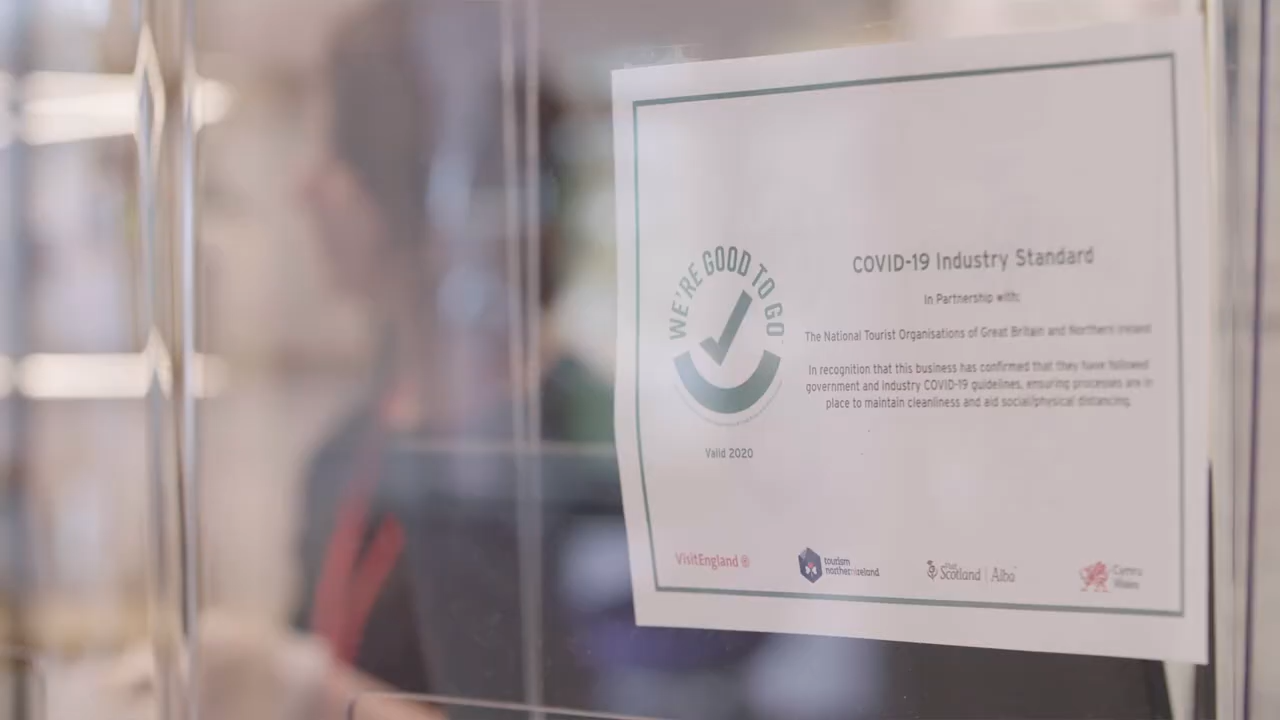 WE'RE GOOD TO GO
COVID-19 Industry Standard
In Partnership with:
The National Tourist Organisations of Great Britain and Northern Ireland
In recognition that this business has confirmed that they have followed
government and Industry COVID-19 guidelines, ensuring processes are in
place to maintain cleanliness and aid social/physical distancing.
Valid 2020
VisitEngland
tourism
northern ireland
Visit
Scotland | Alba
Cymru
Wales